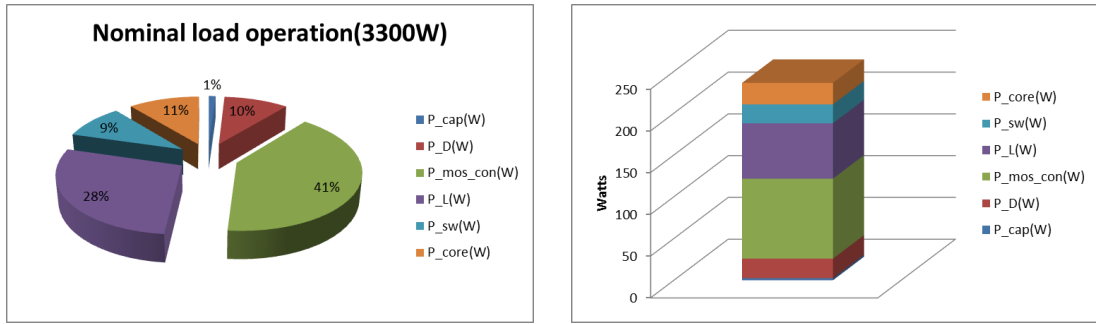 Nominal load operation(3300W)
1%
10%
41%
28%
9%
11%
P_cap(W)
P_D(W)
P_mos_con(W)
P_L(W)
P_sw(W)
P_core(W)
Watts
250
200
150
100
50
0
P_core(W)
P_sw(W)
P_L(W)
P_mos_con(W)
P_D(W)
P_cap(W)